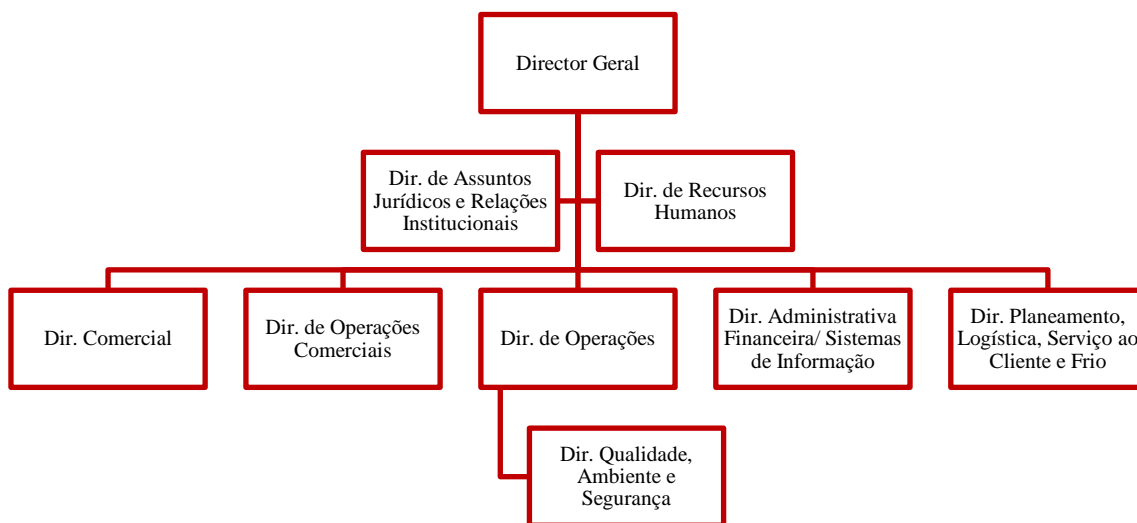 Director Geral
Dir. de Assuntos
Jurídicos e Relações
Institucionais
Dir. de Recursos
Humanos
Dir. Comercial
Dir. de Operações
Comerciais
Dir. de Operações
Dir. Administrativa
Financeira/ Sistemas
de Informação
Dir. Planeamento,
Logística, Serviço ao
Cliente e Frio
Dir. Qualidade,
Ambiente e
Segurança